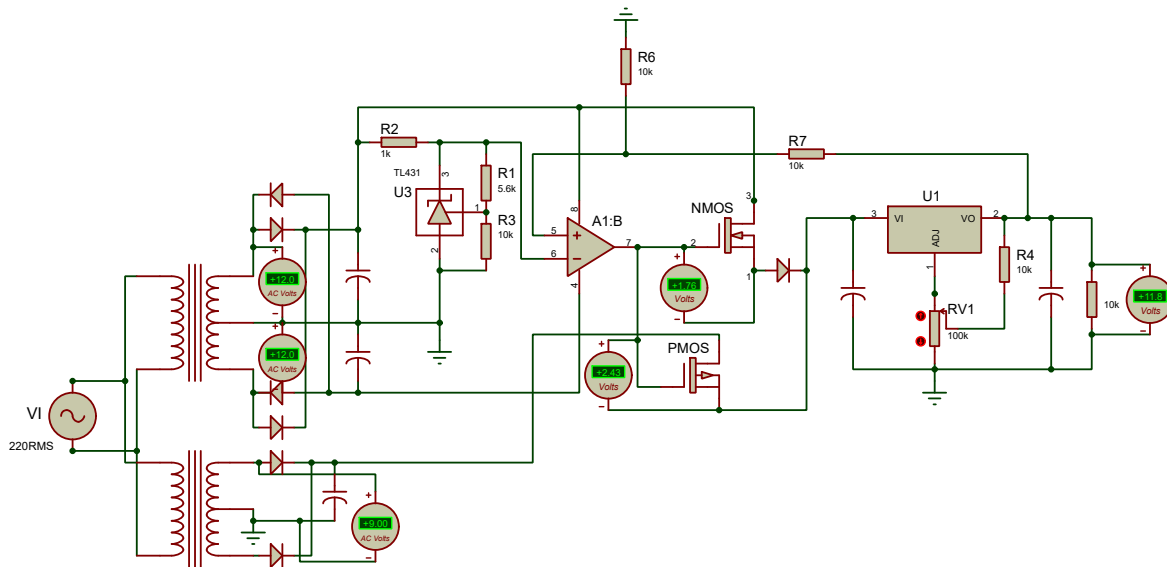 R6
10k
R2
1k
R7
10k
TL431
U3
3
1
2
R1
5.6k
R3
10k
A1:B
8
5
6
7
4
NMOS
3
2
1
U1
3
VI
VO
2
ADJ
1
R4
10k
RV1
100k
10k
+
+11.8
Volts
−
+
+12.0
AC Volts
−
+
+12.0
AC Volts
+
+1.76
Volts
−
PMOS
+
+2.43
Volts
−
VI
220RMS
+
+9.00
AC Volts
−